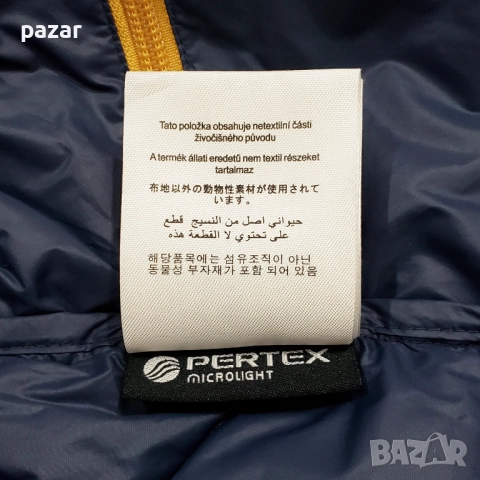 pazar
Tato položka obsahuje netextilní části
živočišného původu
A termék állati eredetű nem textil részeket
tartalmaz
布地以外の動物性素材が使用されて
います。
حيواني اصل من النسيج قطع
على تحتوي لا القطعة هذه
해당품목에는 섬유조직이 아닌
동물성 부자재가 포함 되어 있음
PERTEX
MICROLIGHT
BAZAR